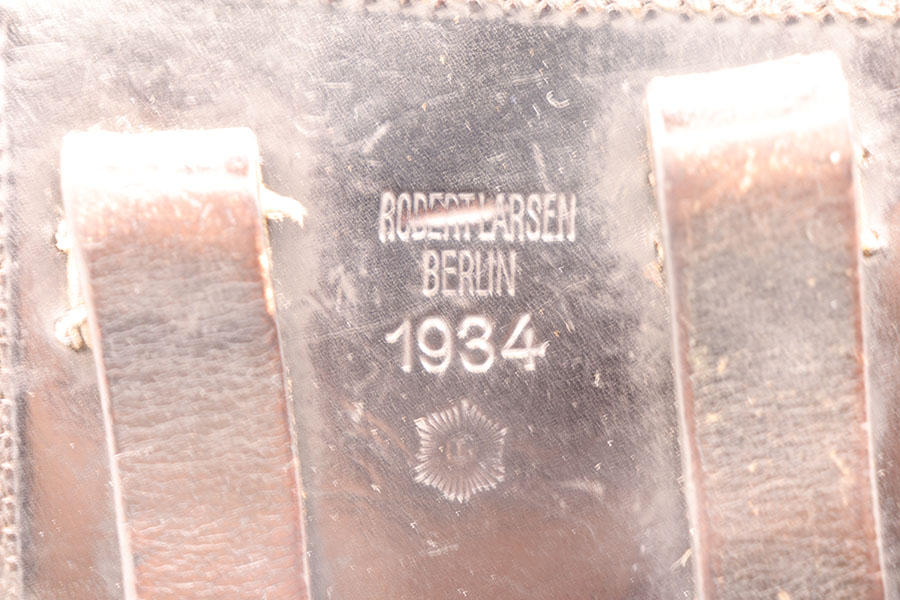 ROBERT LARSEN
BERLIN
1934